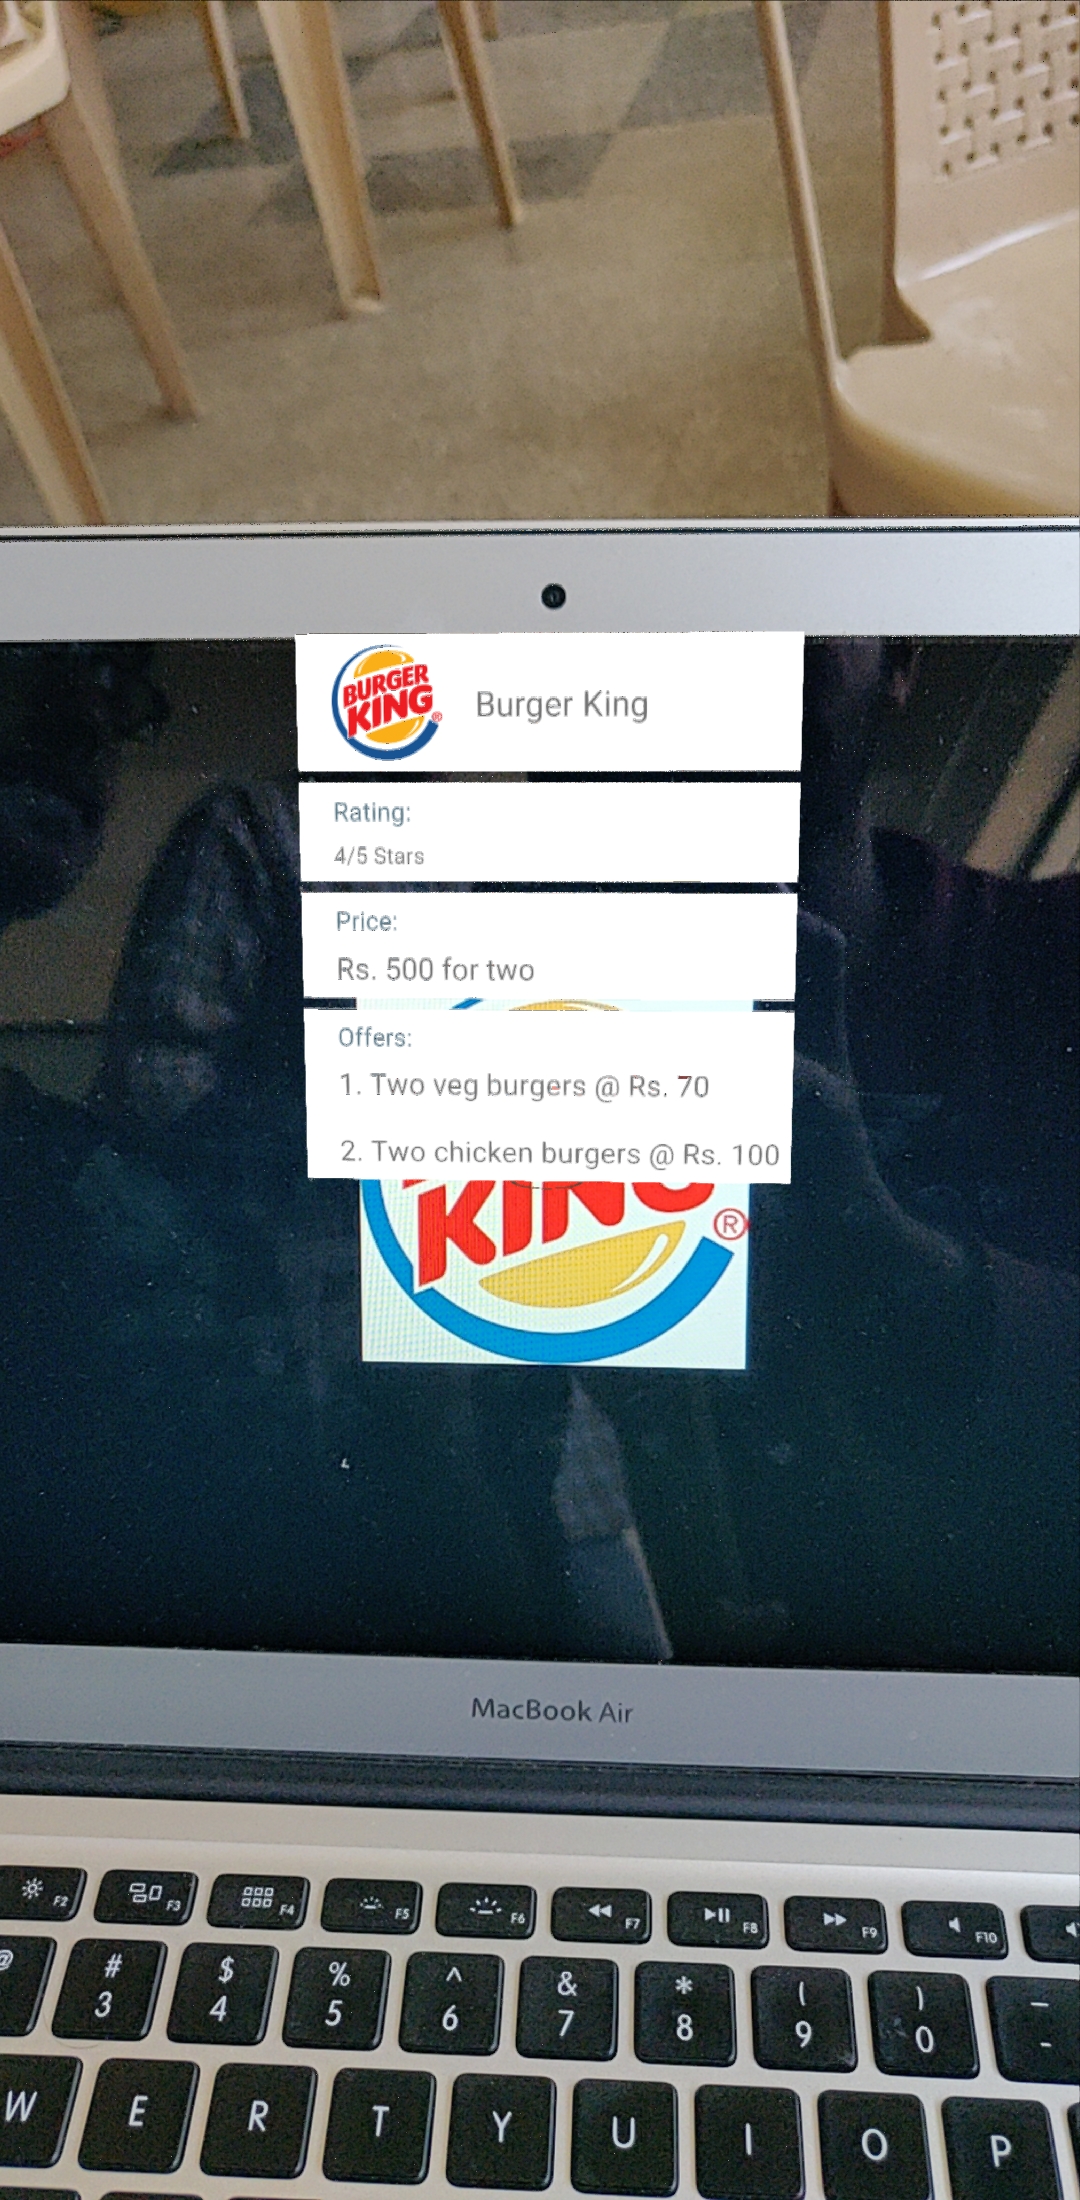 BURGER
KING
®
Burger King
Rating:
4/5 Stars
Price:
Rs. 500 for two
Offers:
1. Two veg burgers @ Rs. 70
2. Two chicken burgers @ Rs. 100
KING
®
MacBook Air
F2 F3 F4 F5 F6 F7 F8 F9 F10
@ # $ % ^ & * ( ) _
3 4 5 6 7 8 9 0 -
W E R T Y U I O P